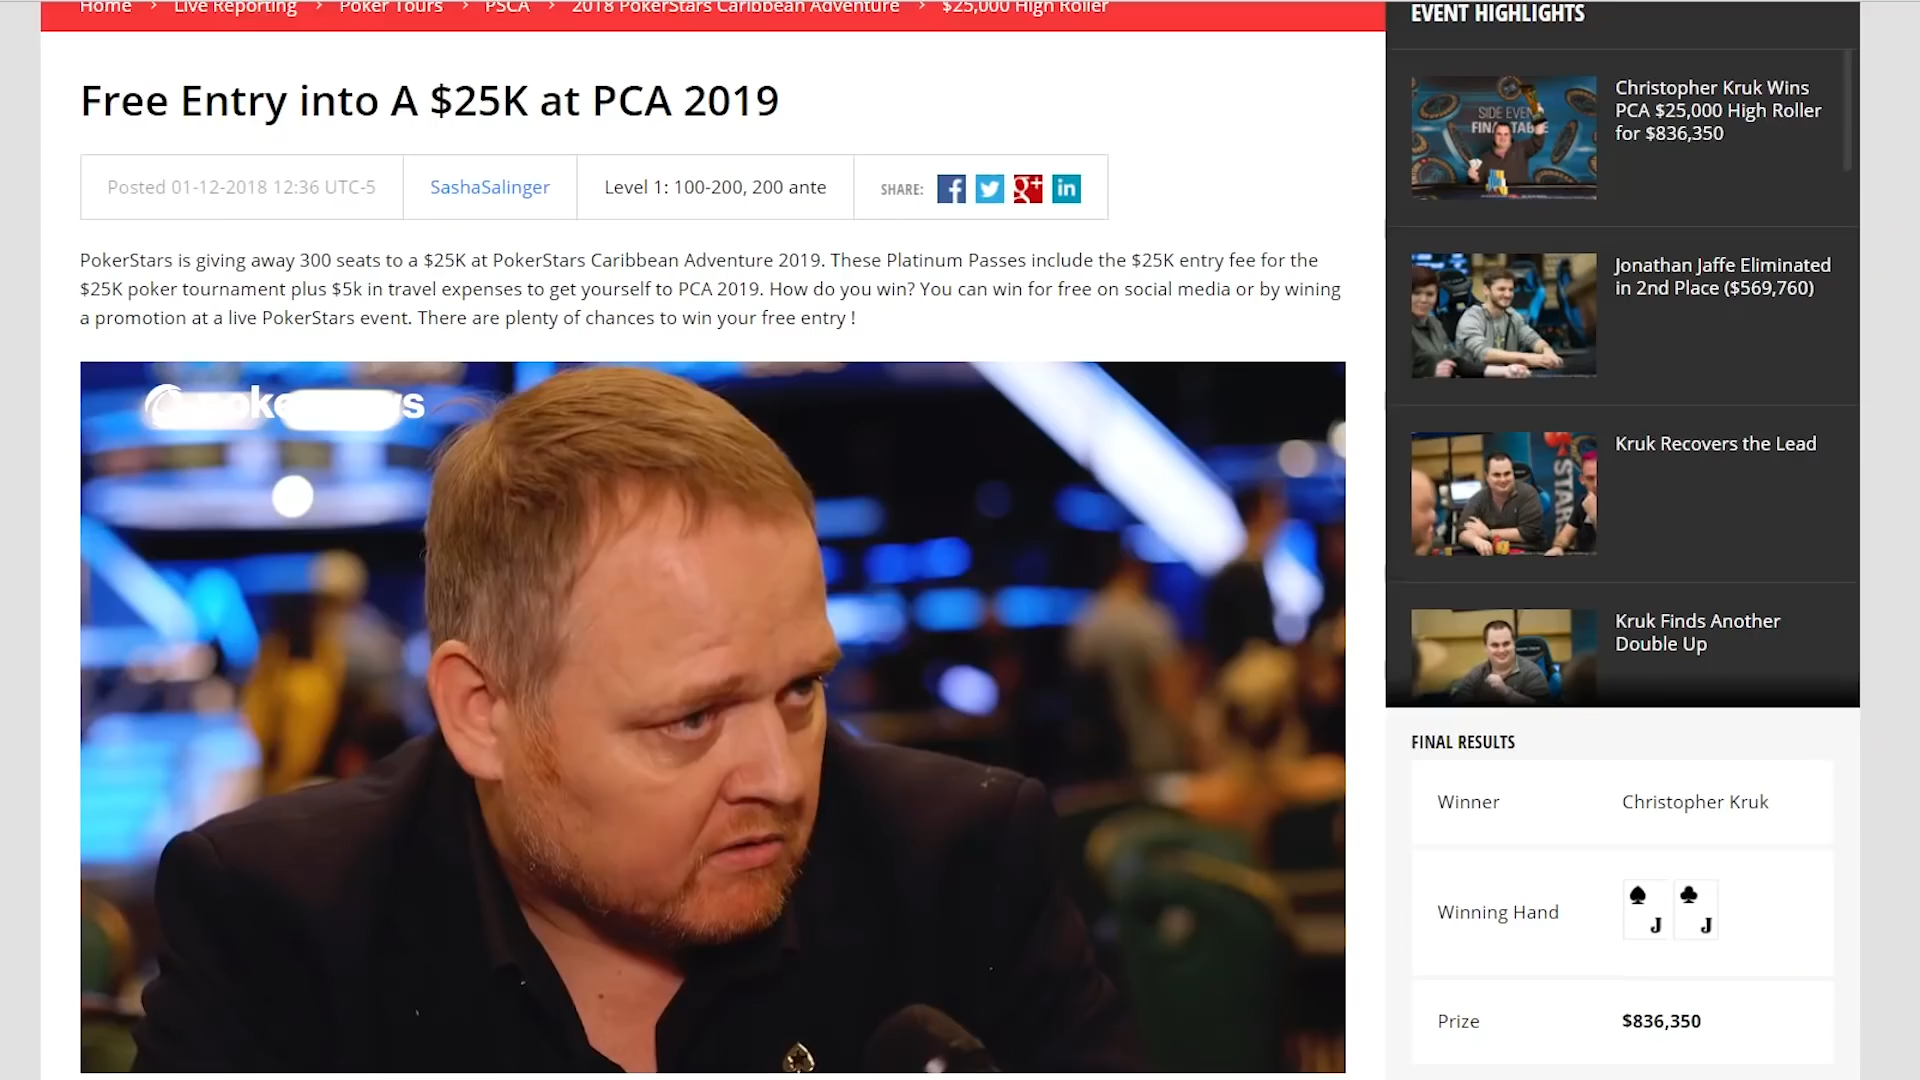 Home > Live Reporting > Poker Tours > PSCA > 2018 PokerStars Caribbean Adventure > $25,000 High Roller
Free Entry into A $25K at PCA 2019
Posted 01-12-2018 12:36 UTC-5
SashaSalinger
Level 1: 100-200, 200 ante
SHARE:
PokerStars is giving away 300 seats to a $25K at PokerStars Caribbean Adventure 2019. These Platinum Passes include the $25K entry fee for the
$25K poker tournament plus $5k in travel expenses to get yourself to PCA 2019. How do you win? You can win for free on social media or by wining
a promotion at a live PokerStars event. There are plenty of chances to win your free entry !
pokerstars
EVENT HIGHLIGHTS
SIDE EVENT
FINAL TABLE
Christopher Kruk Wins
PCA $25,000 High Roller
for $836,350
Jonathan Jaffe Eliminated
in 2nd Place ($569,760)
STARS
Kruk Recovers the Lead
Kruk Finds Another
Double Up
FINAL RESULTS
Winner Christopher Kruk
Winning Hand J J
Prize $836,350